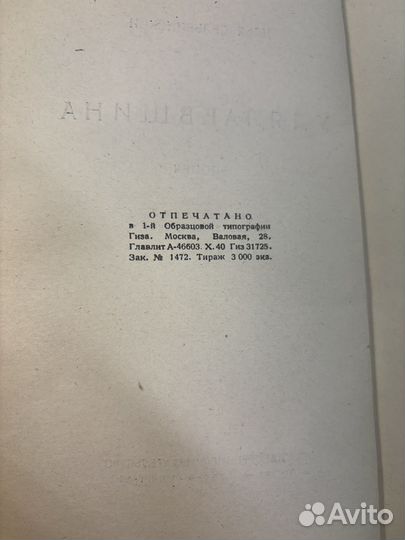 ОТПЕЧАТАНО
в 1-й Образцовой типографии
Гиза. Москва, Валовая, 28.
Главлит А-46603. Х.40 Гиз 31725.
Зак. № 1472. Тираж 3 000 экз.
Avito